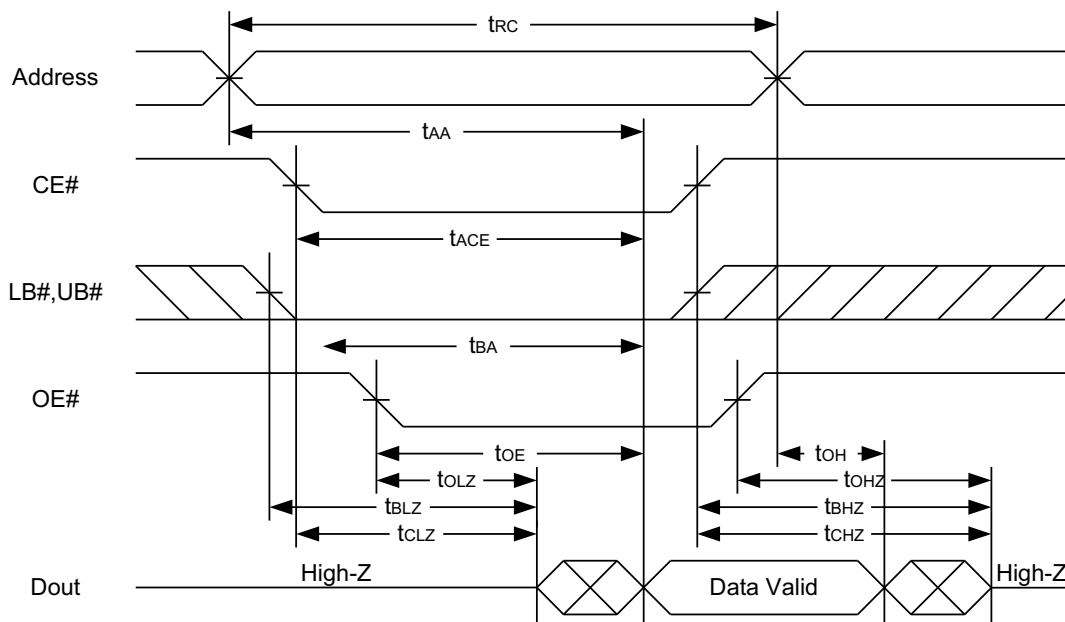 tRC
Address
tAA
CE#
tACE
LB#,UB#
tBA
OE#
tOE
tOH
tOLZ
tOHZ
tBLZ
tBHZ
tCLZ
tCHZ
Dout
High-Z
Data Valid
High-Z